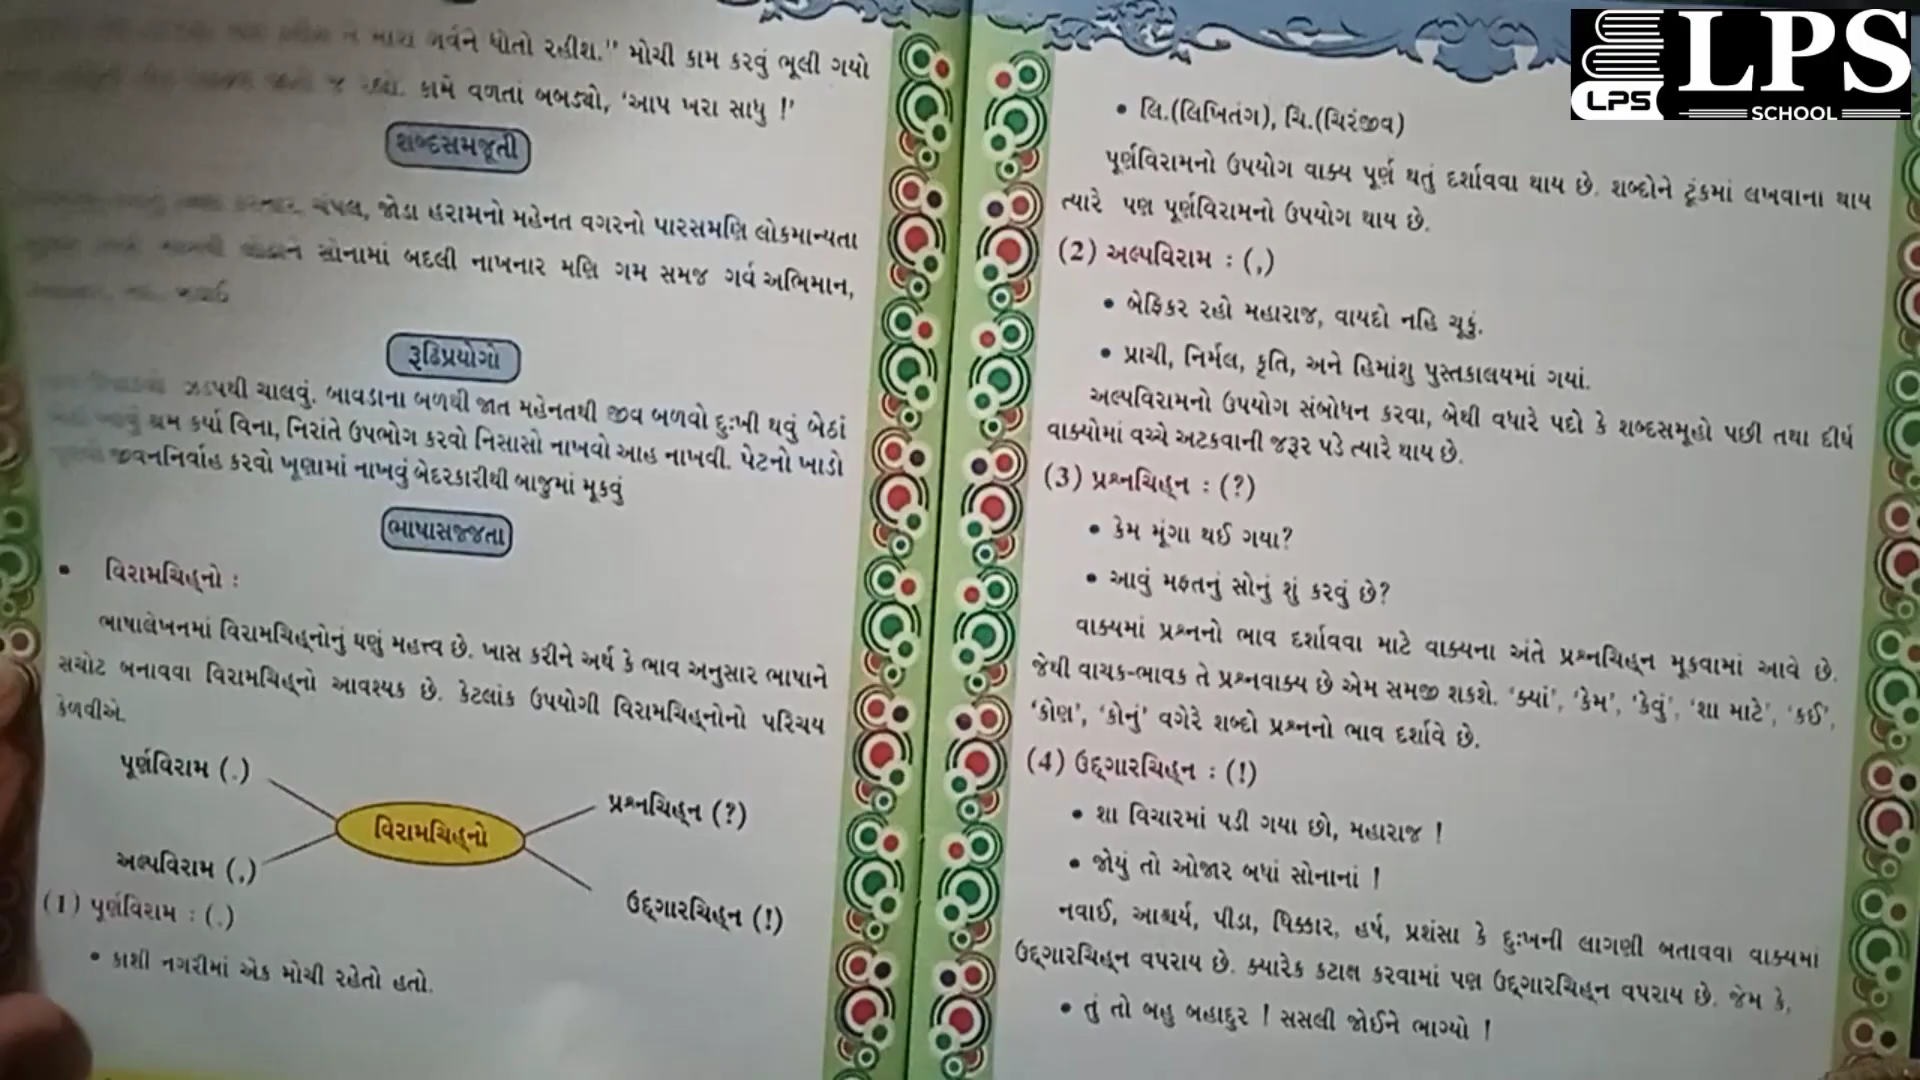 ગર્વને ધોતો રહીશ.'' મોચી કામ કરવું ભૂલી ગયો
કામે વળતાં બબડ્યો, 'આપ ખરા સાધુ !'
શબ્દસમજૂતી
ચંપલ, જોડા હરામનો મહેનત વગરનો પારસમણિ લોકમાન્યતા
સોનામાં બદલી નાખનાર મણિ ગમ સમજ ગર્વ અભિમાન,
રૂઢિપ્રયોગો
ઝડપથી ચાલવું. બાવડાના બળથી જાત મહેનતથી જીવ બળવો દુઃખી થવું બેઠાં
શ્રમ કર્યા વિના, નિરાંતે ઉપભોગ કરવો નિસાસો નાખવો આહ નાખવી. પેટનો ખાડો
જીવનનિર્વાહ કરવો ખૂણામાં નાખવું બેદરકારીથી બાજુમાં મૂકવું
ભાષાસજ્જતા
• વિરામચિહ્નો :
ભાષાલેખનમાં વિરામચિહ્નોનું ઘણું મહત્ત્વ છે. ખાસ કરીને અર્થ કે ભાવ અનુસાર ભાષાને
સચોટ બનાવવા વિરામચિહ્નો આવશ્યક છે. કેટલાંક ઉપયોગી વિરામચિહ્નોનો પરિચય
કેળવીએ.
પૂર્ણવિરામ (.)
પ્રશ્નચિહ્ન (?)
વિરામચિહ્નો
અલ્પવિરામ (,)
ઉદ્ગારચિહ્ન (!)
(1) પૂર્ણવિરામ : (.)
• કાશી નગરીમાં એક મોચી રહેતો હતો.
• લિ.(લિખિતંગ), ચિ.(ચિરંજીવ)
પૂર્ણવિરામનો ઉપયોગ વાક્ય પૂર્ણ થતું દર્શાવવા થાય છે. શબ્દોને ટૂંકમાં લખવાના થાય
ત્યારે પણ પૂર્ણવિરામનો ઉપયોગ થાય છે.
(2) અલ્પવિરામ : (,)
• બેફિકર રહો મહારાજ, વાયદો નહિ ચૂકું.
• પ્રાચી, નિર્મલ, કૃતિ, અને હિમાંશુ પુસ્તકાલયમાં ગયાં.
અલ્પવિરામનો ઉપયોગ સંબોધન કરવા, બેથી વધારે પદો કે શબ્દસમૂહો પછી તથા દીર્ઘ
વાક્યોમાં વચ્ચે અટકવાની જરૂર પડે ત્યારે થાય છે.
(3) પ્રશ્નચિહ્ન : (?)
• કેમ મૂંગા થઈ ગયા?
• આવું મફતનું સોનું શું કરવું છે?
વાક્યમાં પ્રશ્નનો ભાવ દર્શાવવા માટે વાક્યના અંતે પ્રશ્નચિહ્ન મૂકવામાં આવે છે.
જેથી વાચક-ભાવક તે પ્રશ્નવાક્ય છે એમ સમજી શકશે. 'ક્યાં', 'કેમ', 'કેવું', 'શા માટે', 'કઈ',
'કોણ', 'કોનું' વગેરે શબ્દો પ્રશ્નનો ભાવ દર્શાવે છે.
(4) ઉદ્ગારચિહ્ન : (!)
• શા વિચારમાં પડી ગયા છો, મહારાજ !
• જોયું તો ઓજાર બધાં સોનાનાં !
નવાઈ, આશ્ચર્ય, પીડા, ધિક્કાર, હર્ષ, પ્રશંસા કે દુઃખની લાગણી બતાવવા વાક્યમાં
ઉદ્ગારચિહ્ન વપરાય છે. ક્યારેક કટાક્ષ કરવામાં પણ ઉદ્ગારચિહ્ન વપરાય છે. જેમ કે,
• તું તો બહુ બહાદુર ! સસલી જોઈને ભાગ્યો !
LPS
LPS
SCHOOL